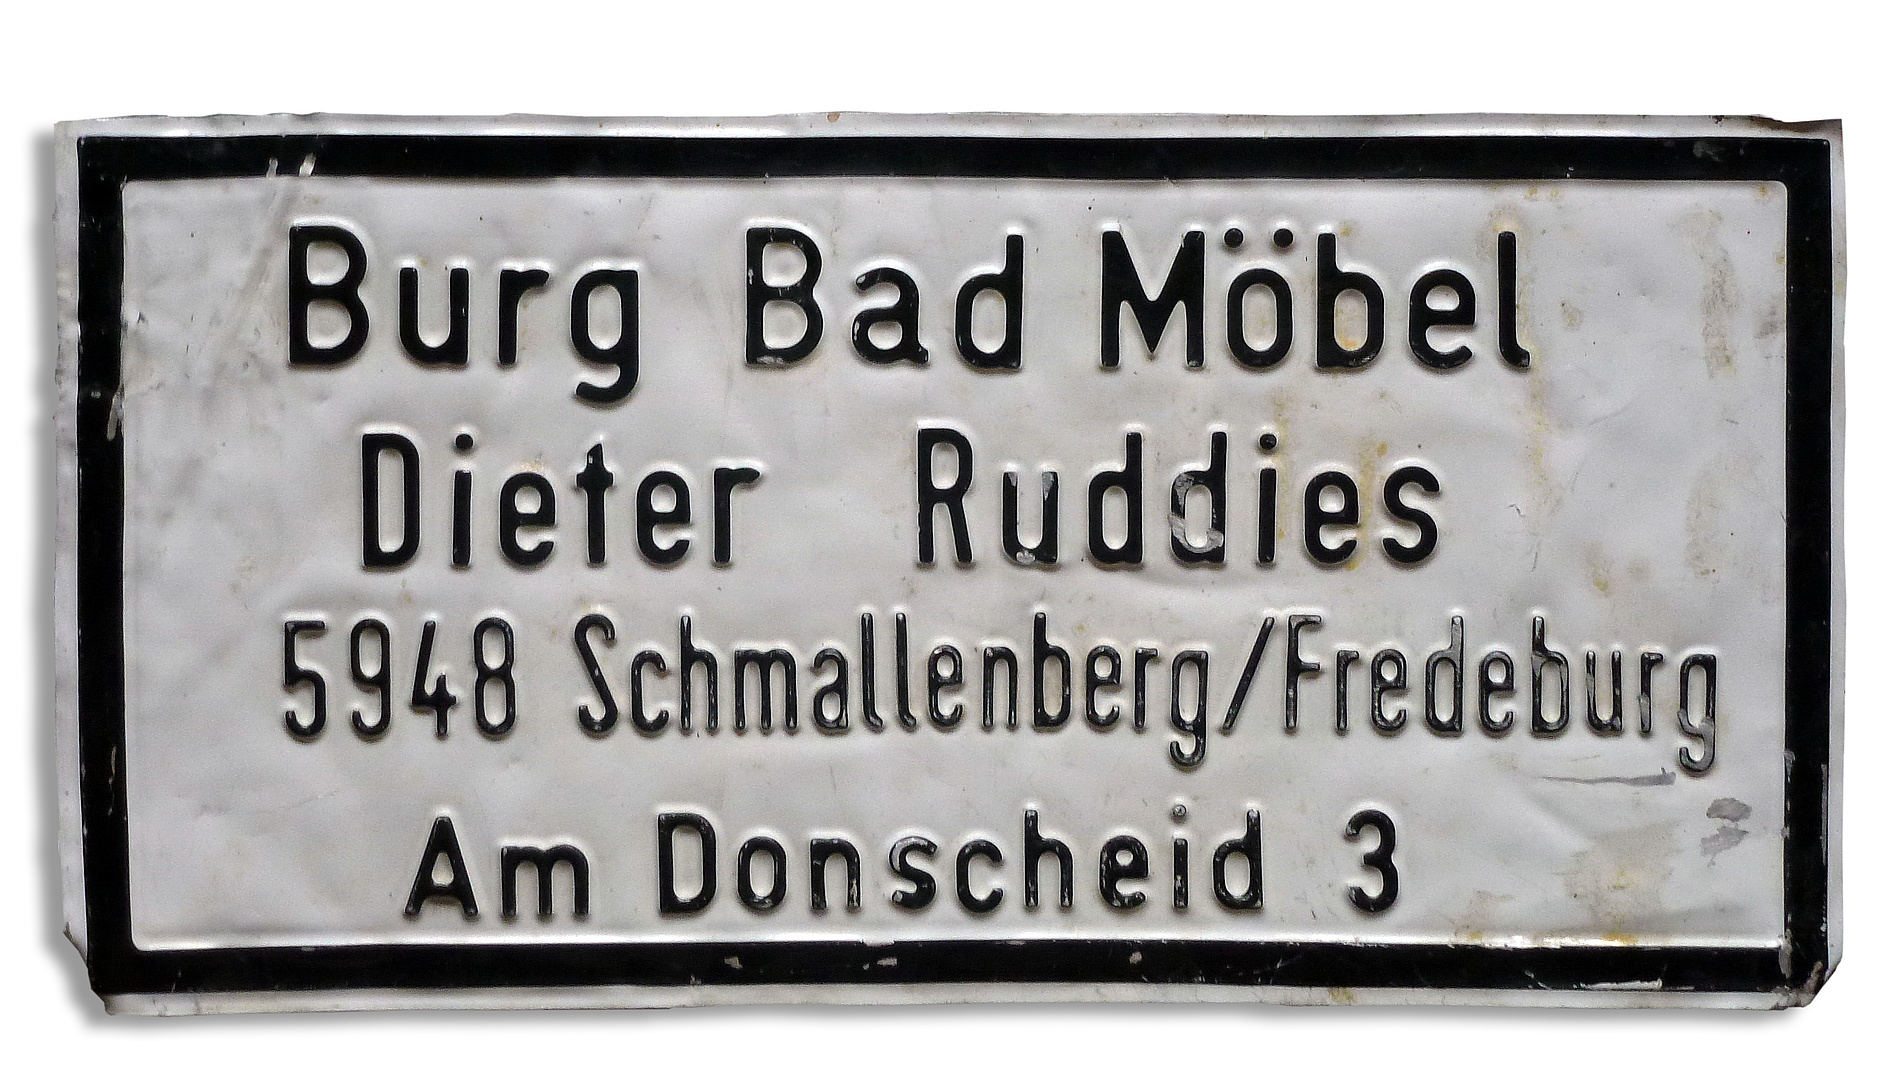 Burg Bad Möbel
Dieter Ruddies
5948 Schmallenberg/Fredeburg
Am Donscheid 3